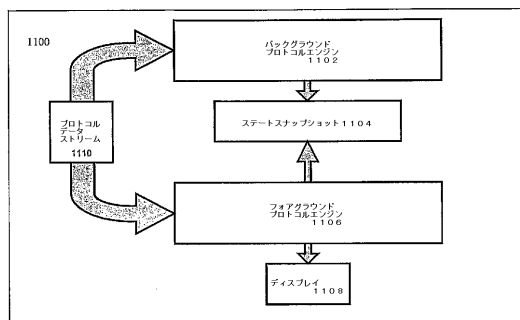 1100
バックグラウンド
プロトコルエンジン
1102
ステートスナップショット1104
プロトコル
データ
ストリーム
1110
フォアグラウンド
プロトコルエンジン
1106
ディスプレイ
1108